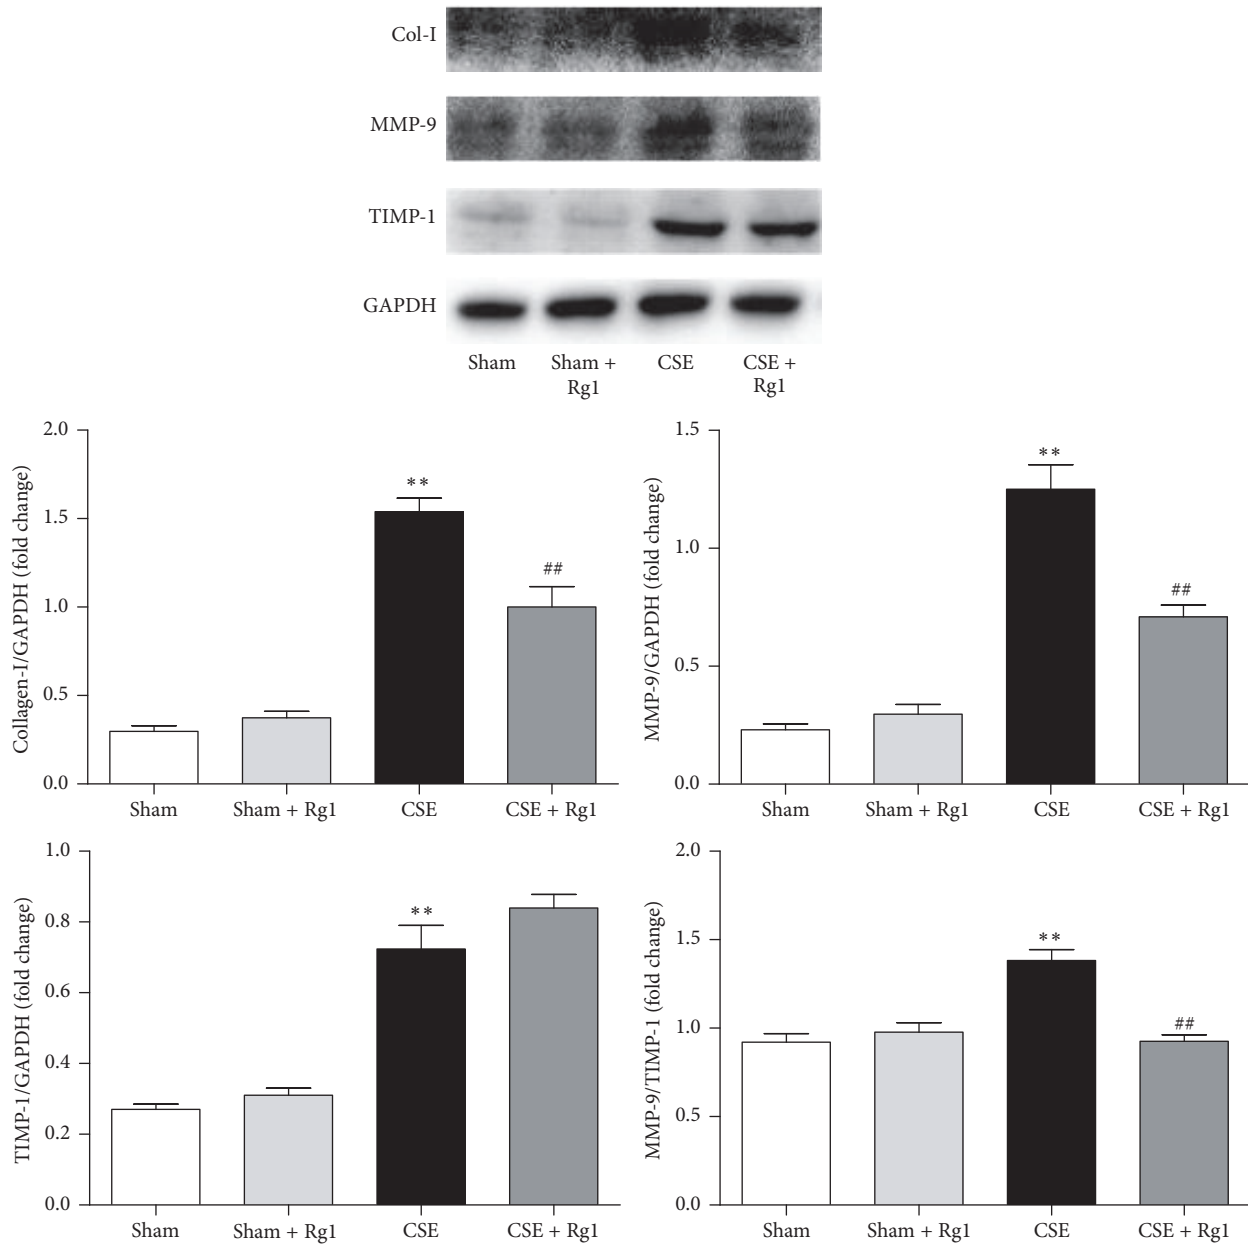 Col-I
MMP-9
TIMP-1
GAPDH
Sham
Sham +
Rg1
CSE
CSE +
Rg1
Collagen-I/GAPDH (fold change)
2.0
1.5
1.0
0.5
0.0
**
##
Sham
Sham + Rg1
CSE
CSE + Rg1
MMP-9/GAPDH (fold change)
1.5
1.0
0.5
0.0
**
##
Sham
Sham + Rg1
CSE
CSE + Rg1
TIMP-1/GAPDH (fold change)
1.0
0.8
0.6
0.4
0.2
0.0
**
Sham
Sham + Rg1
CSE
CSE + Rg1
MMP-9/TIMP-1 (fold change)
2.0
1.5
1.0
0.5
0.0
**
##
Sham
Sham + Rg1
CSE
CSE + Rg1